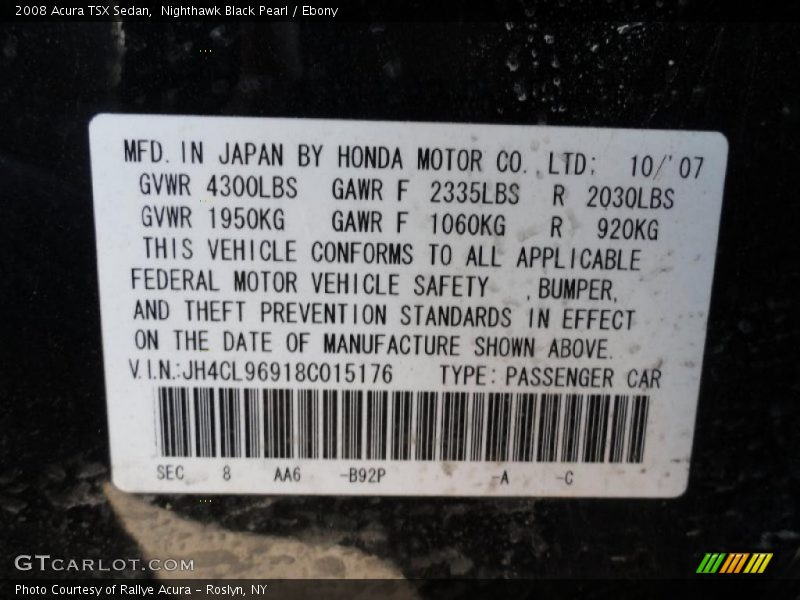 2008 Acura TSX Sedan,  Nighthawk Black Pearl / Ebony
MFD. IN JAPAN BY HONDA MOTOR CO. ,LTD; 10/'07
GVWR 4300LBS GAWR F 2335LBS R 2030LBS
GVWR 1950KG GAWR F 1060KG R 920KG
THIS VEHICLE CONFORMS TO ALL APPLICABLE
FEDERAL MOTOR VEHICLE SAFETY ,BUMPER,
AND THEFT PREVENTION STANDARDS IN EFFECT
ON THE DATE OF MANUFACTURE SHOWN ABOVE.
V.I.N.:JH4CL96918C015176 TYPE: PASSENGER CAR
SEC 8 AA6 -B92P -A -C
GTCARLOT.COM
Photo Courtesy of Rallye Acura – Roslyn, NY